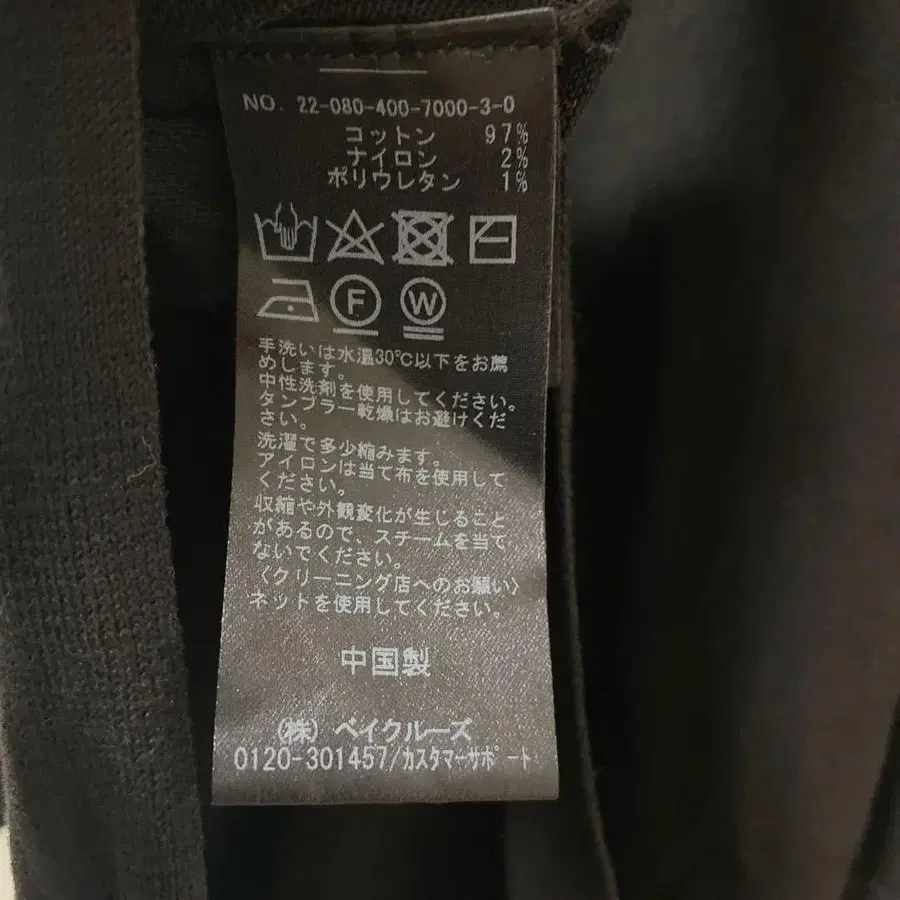 NO. 22-080-400-7000-3-0
コットン 97%
ナイロン 2%
ポリウレタン 1%
F W
手洗いは水温30℃以下をお薦
めします。
中性洗剤を使用してください。
タンブラー乾燥はお避けくだ
さい。
洗濯で多少縮みます。
アイロンは当て布を使用して
ください。
収縮や外観変化が生じること
があるので、スチームを当て
ないでください。
〈クリーニング店へのお願い〉
ネットを使用してください。
中国製
(株) ベイクルーズ
0120-301457/カスタマーサポート